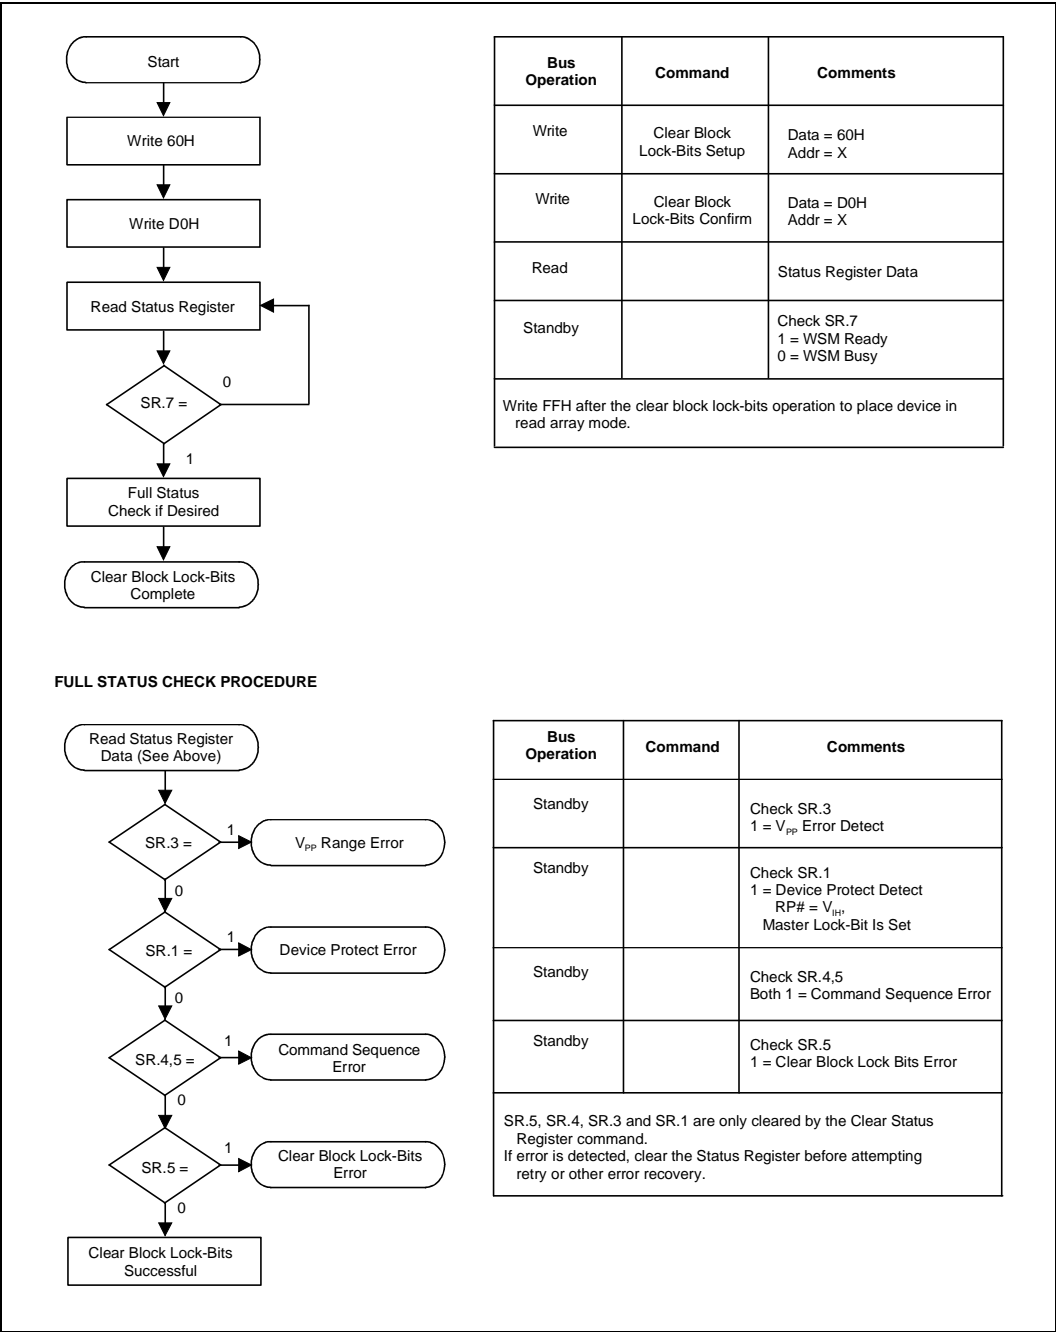 Start
Write 60H
Write D0H
Read Status Register
0
SR.7 =
1
Full Status
Check if Desired
Clear Block Lock-Bits
Complete
Bus
Operation
Command
Comments
Write
Clear Block
Lock-Bits Setup
Data = 60H
Addr = X
Write
Clear Block
Lock-Bits Confirm
Data = D0H
Addr = X
Read
Status Register Data
Standby
Check SR.7
1 = WSM Ready
0 = WSM Busy
Write FFH after the clear block lock-bits operation to place device in
read array mode.
FULL STATUS CHECK PROCEDURE
Read Status Register
Data (See Above)
SR.3 =
1
VPP Range Error
0
SR.1 =
1
Device Protect Error
0
SR.4,5 =
1
Command Sequence
Error
0
SR.5 =
1
Clear Block Lock-Bits
Error
0
Clear Block Lock-Bits
Successful
Bus
Operation
Command
Comments
Standby
Check SR.3
1 = VPP Error Detect
Standby
Check SR.1
1 = Device Protect Detect
RP# = VIH,
Master Lock-Bit Is Set
Standby
Check SR.4,5
Both 1 = Command Sequence Error
Standby
Check SR.5
1 = Clear Block Lock Bits Error
SR.5, SR.4, SR.3 and SR.1 are only cleared by the Clear Status
Register command.
If error is detected, clear the Status Register before attempting
retry or other error recovery.